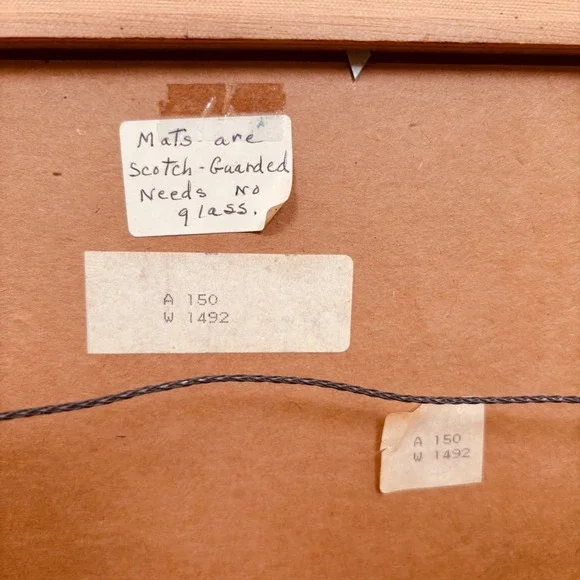 Mats are
Scotch-Guarded
Needs No
glass.
A 150
W 1492
A 150
W 1492